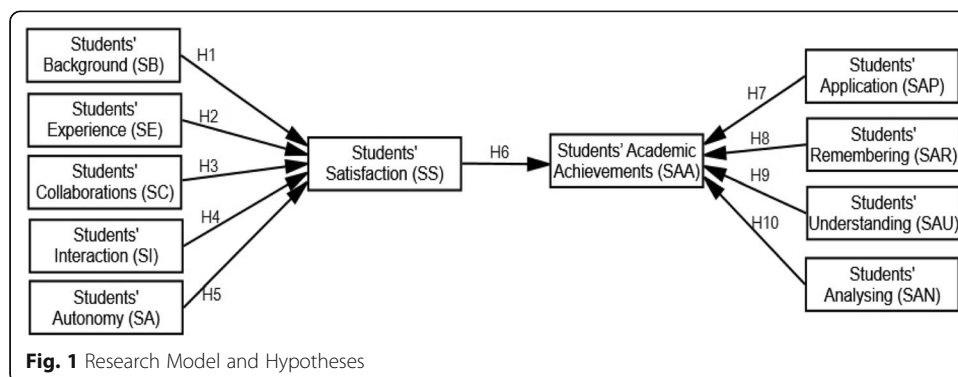 Students'
Background (SB)
H1
Students'
Experience (SE)
H2
Students'
Collaborations (SC)
H3
Students'
Interaction (SI)
H4
Students'
Autonomy (SA)
H5
Students'
Satisfaction (SS)
H6
Students' Academic
Achievements (SAA)
H7
Students'
Application (SAP)
H8
Students'
Remembering (SAR)
H9
Students'
Understanding (SAU)
H10
Students'
Analysing (SAN)
Fig. 1 Research Model and Hypotheses